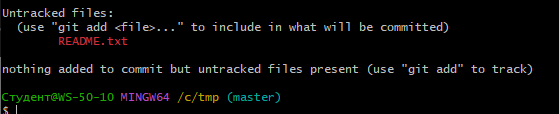 Untracked files:
(use "git add <file>..." to include in what will be committed)
README.txt
nothing added to commit but untracked files present (use "git add" to track)
Студент@WS-50-10 MINGW64 /c/tmp (master)
$